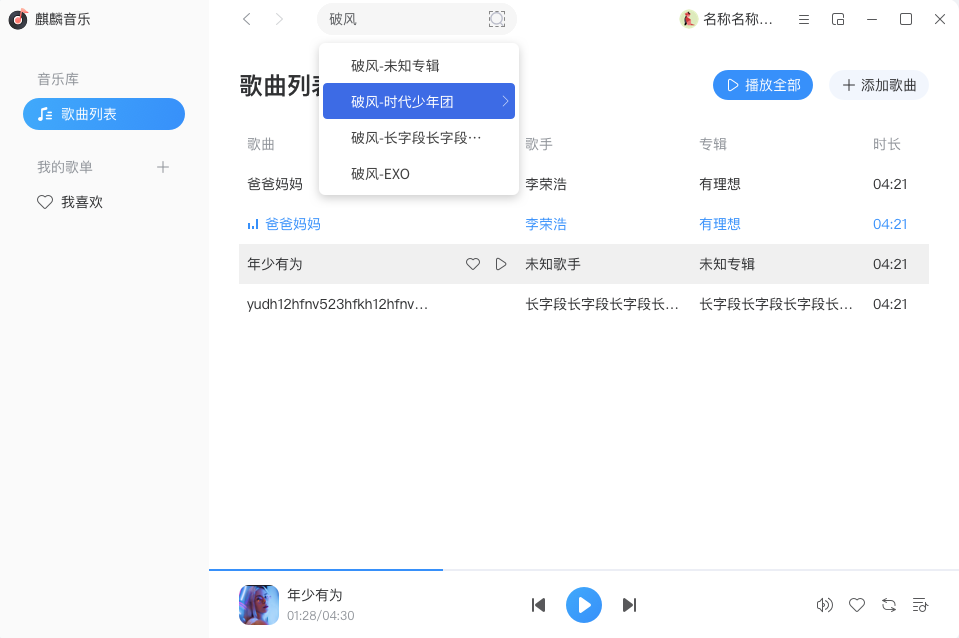 麒麟音乐
破风
名称名称名...
音乐库
歌曲列表
我的歌单
我喜欢
破风-未知专辑
破风-时代少年团
破风-长字段长字段…
破风-EXO
歌曲列表
播放全部
添加歌曲
歌曲 歌手 专辑 时长
爸爸妈妈 李荣浩 有理想 04:21
爸爸妈妈 李荣浩 有理想 04:21
年少有为 未知歌手 未知专辑 04:21
yudh12hfnv523hfkh12hfnv... 长字段长字段长字段长... 长字段长字段长字段长... 04:21
年少有为
01:28/04:30